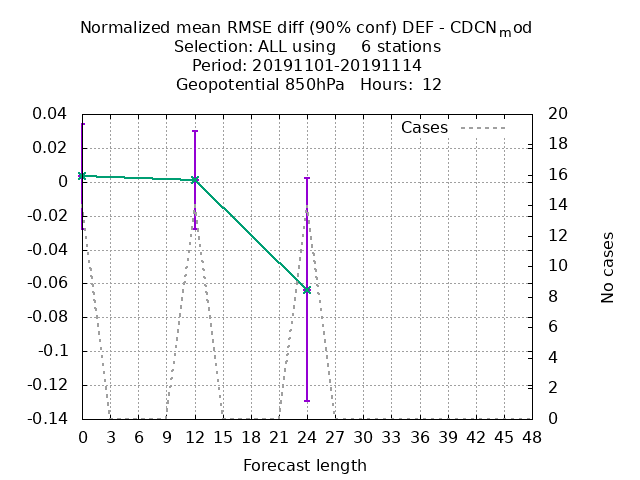 Normalized mean RMSE diff (90% conf) DEF - CDCN_mod
Selection: ALL using     6 stations
Period: 20191101-20191114
Geopotential 850hPa   Hours:  12
Cases
0.04
0.02
0
-0.02
-0.04
-0.06
-0.08
-0.1
-0.12
-0.14
20
18
16
14
12
10
8
6
4
2
0
No cases
0 3 6 9 12 15 18 21 24 27 30 33 36 39 42 45 48
Forecast length